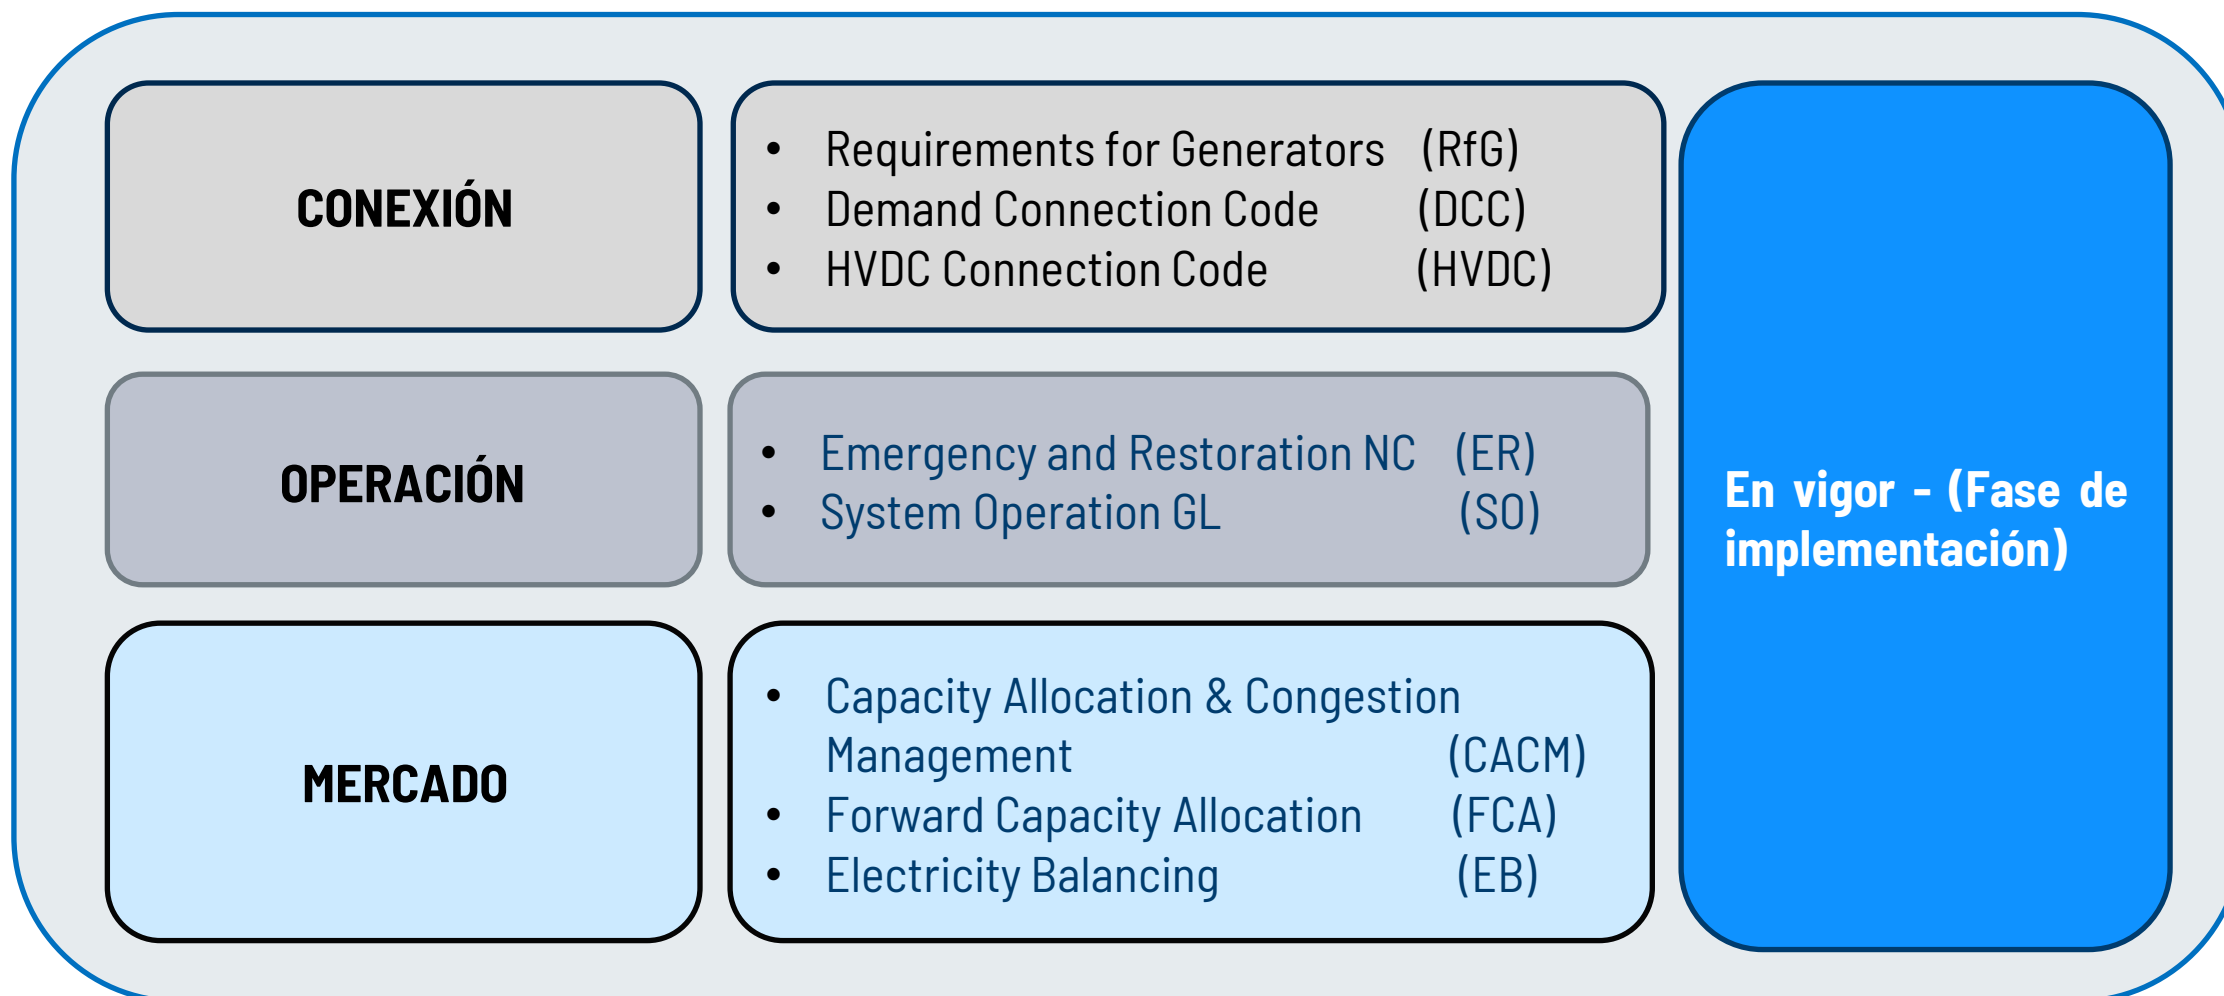 CONEXIÓN
• Requirements for Generators (RfG)
• Demand Connection Code (DCC)
• HVDC Connection Code (HVDC)
OPERACIÓN
• Emergency and Restoration NC (ER)
• System Operation GL (SO)
MERCADO
• Capacity Allocation & Congestion
Management (CACM)
• Forward Capacity Allocation (FCA)
• Electricity Balancing (EB)
En vigor - (Fase de
implementación)